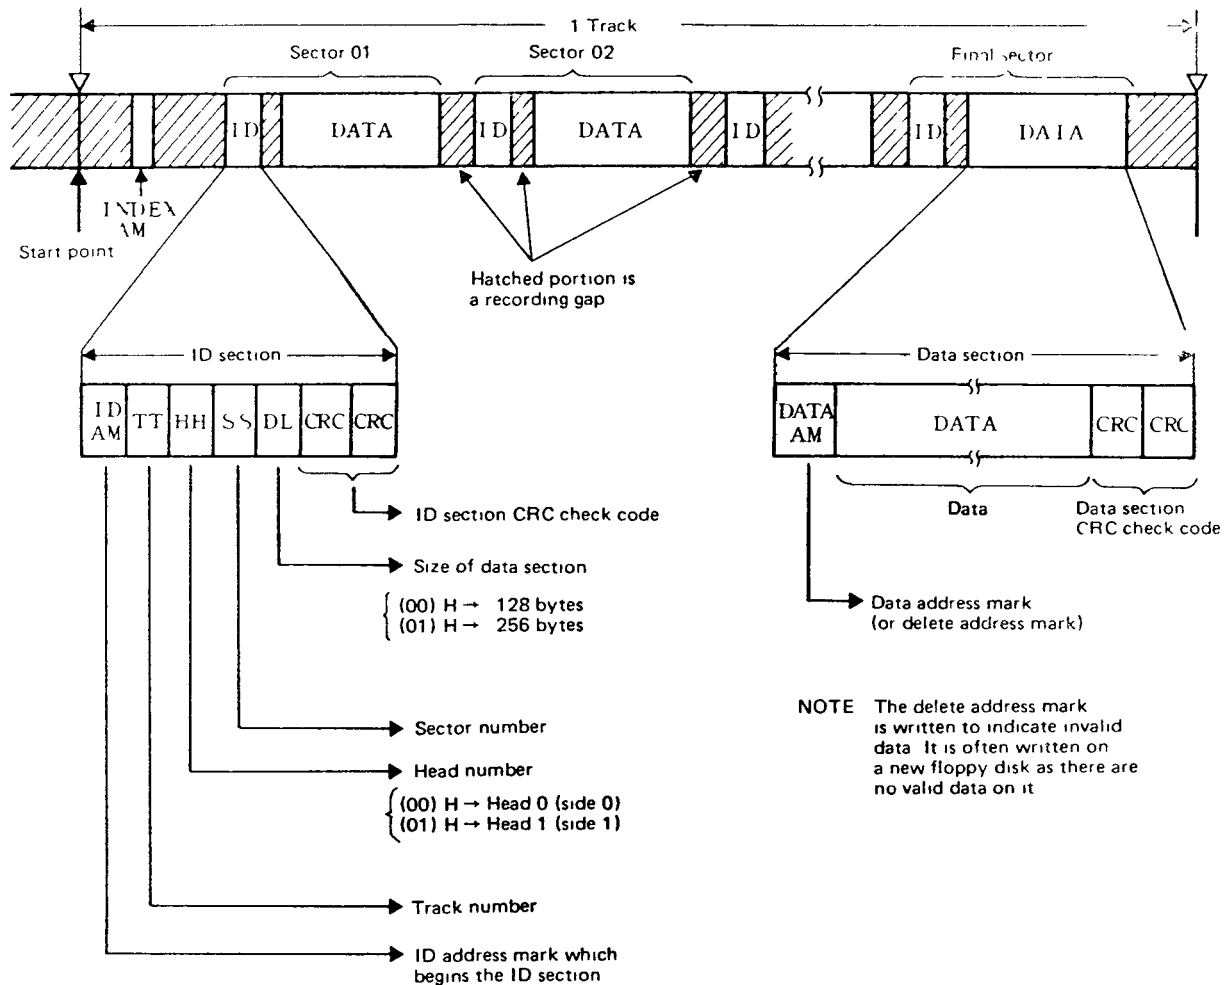 1 Track
Sector 01
Sector 02
Final sector
ID
DATA
ID
DATA
ID
ID
DATA
INDEX
AM
Start point
Hatched portion is
a recording gap
ID section
Data section
ID
AM
TT
HH
SS
DL
CRC
CRC
DATA
AM
DATA
CRC
CRC
ID section CRC check code
Data
Data section
CRC check code
Size of data section
(00) H → 128 bytes
(01) H → 256 bytes
Data address mark
(or delete address mark)
Sector number
Head number
(00) H → Head 0 (side 0)
(01) H → Head 1 (side 1)
NOTE The delete address mark
is written to indicate invalid
data It is often written on
a new floppy disk as there are
no valid data on it
Track number
ID address mark which
begins the ID section